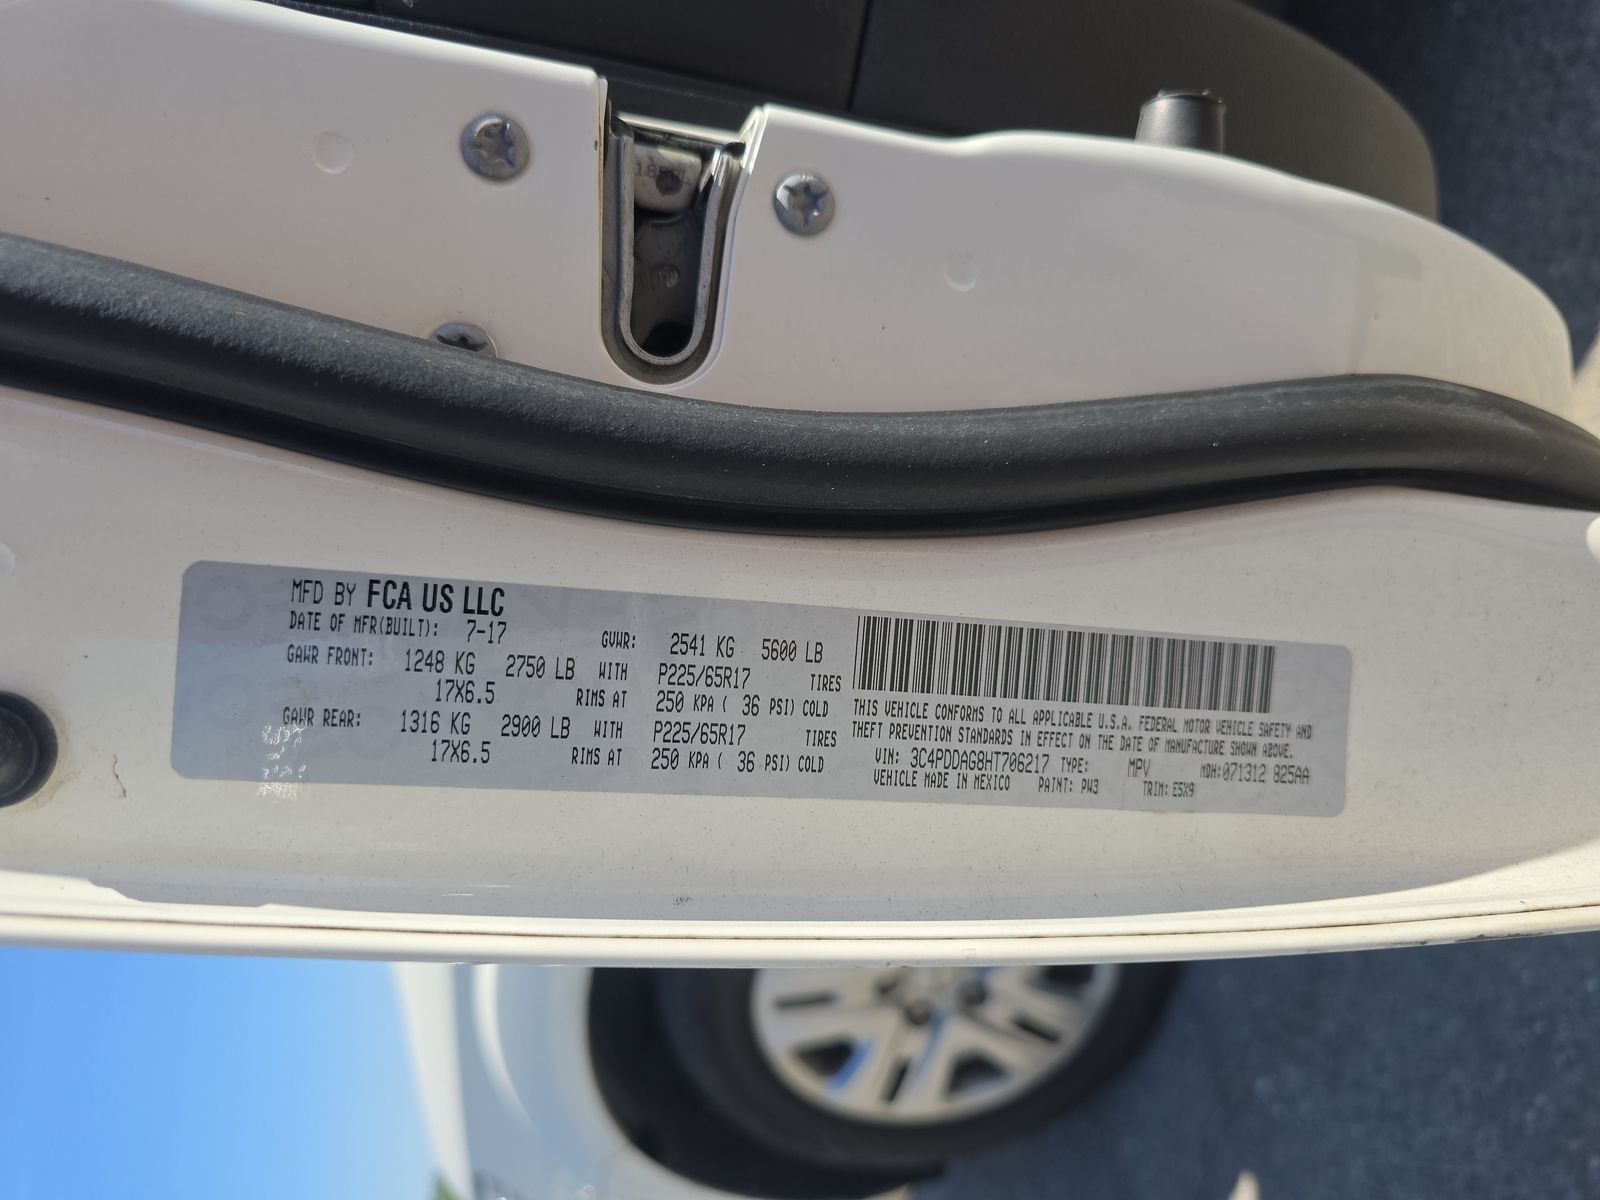 MFD BY FCA US LLC
DATE OF MFR(BUILT): 7-17 GVWR: 2541 KG 5600 LB
GAWR FRONT: 1248 KG 2750 LB WITH P225/65R17 TIRES
17X6.5 RIMS AT 250 KPA ( 36 PSI) COLD
GAWR REAR: 1316 KG 2900 LB WITH P225/65R17 TIRES
17X6.5 RIMS AT 250 KPA ( 36 PSI) COLD
THIS VEHICLE CONFORMS TO ALL APPLICABLE U.S.A. FEDERAL MOTOR VEHICLE SAFETY AND
THEFT PREVENTION STANDARDS IN EFFECT ON THE DATE OF MANUFACTURE SHOWN ABOVE.
VIN: 3C4PDDAG8HT706217 TYPE: MPV MDH:071312 825AA
VEHICLE MADE IN MEXICO PAINT: PW3 TRIM: E5X9